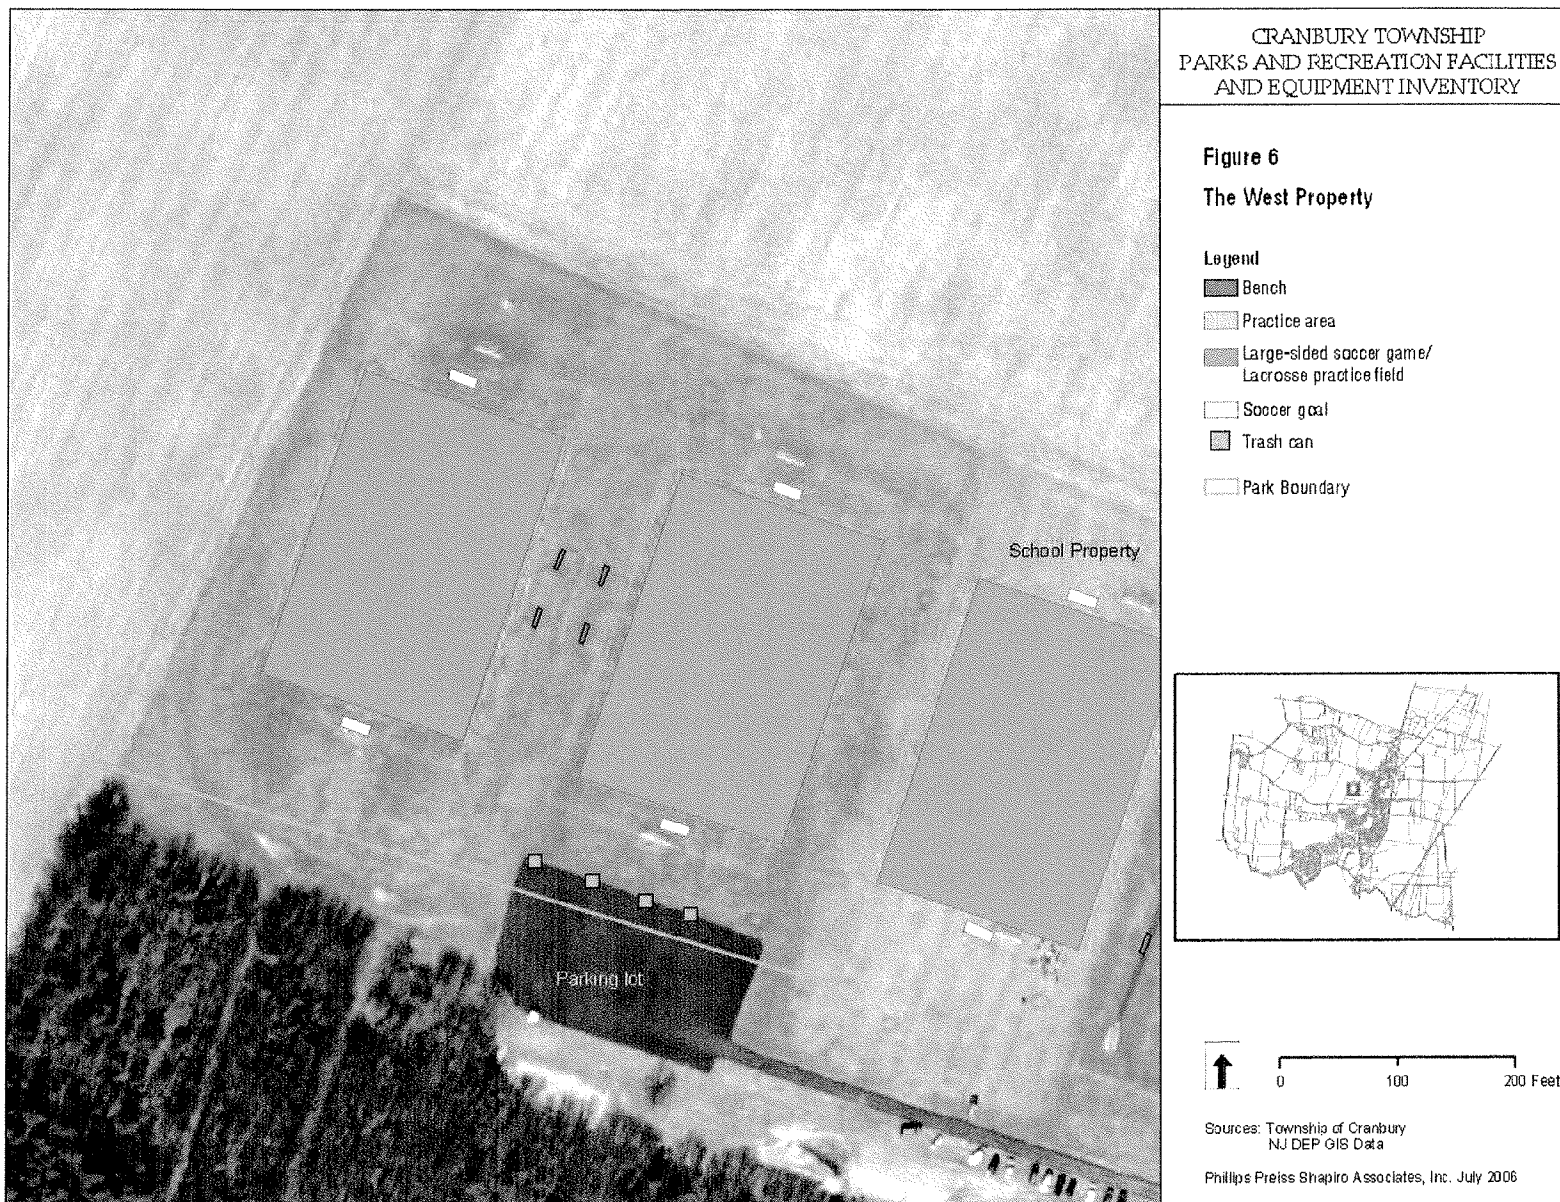 CRANBURY TOWNSHIP
PARKS AND RECREATION FACILITIES
AND EQUIPMENT INVENTORY
Figure 6
The West Property
Legend
Bench
Practice area
Large-sided soccer game/
Lacrosse practice field
Soccer goal
Trash can
Park Boundary
School Property
Parking lot
0 100 200 Feet
Sources: Township of Cranbury
NJ DEP GIS Data
Phillips Preiss Shapiro Associates, Inc. July 2006